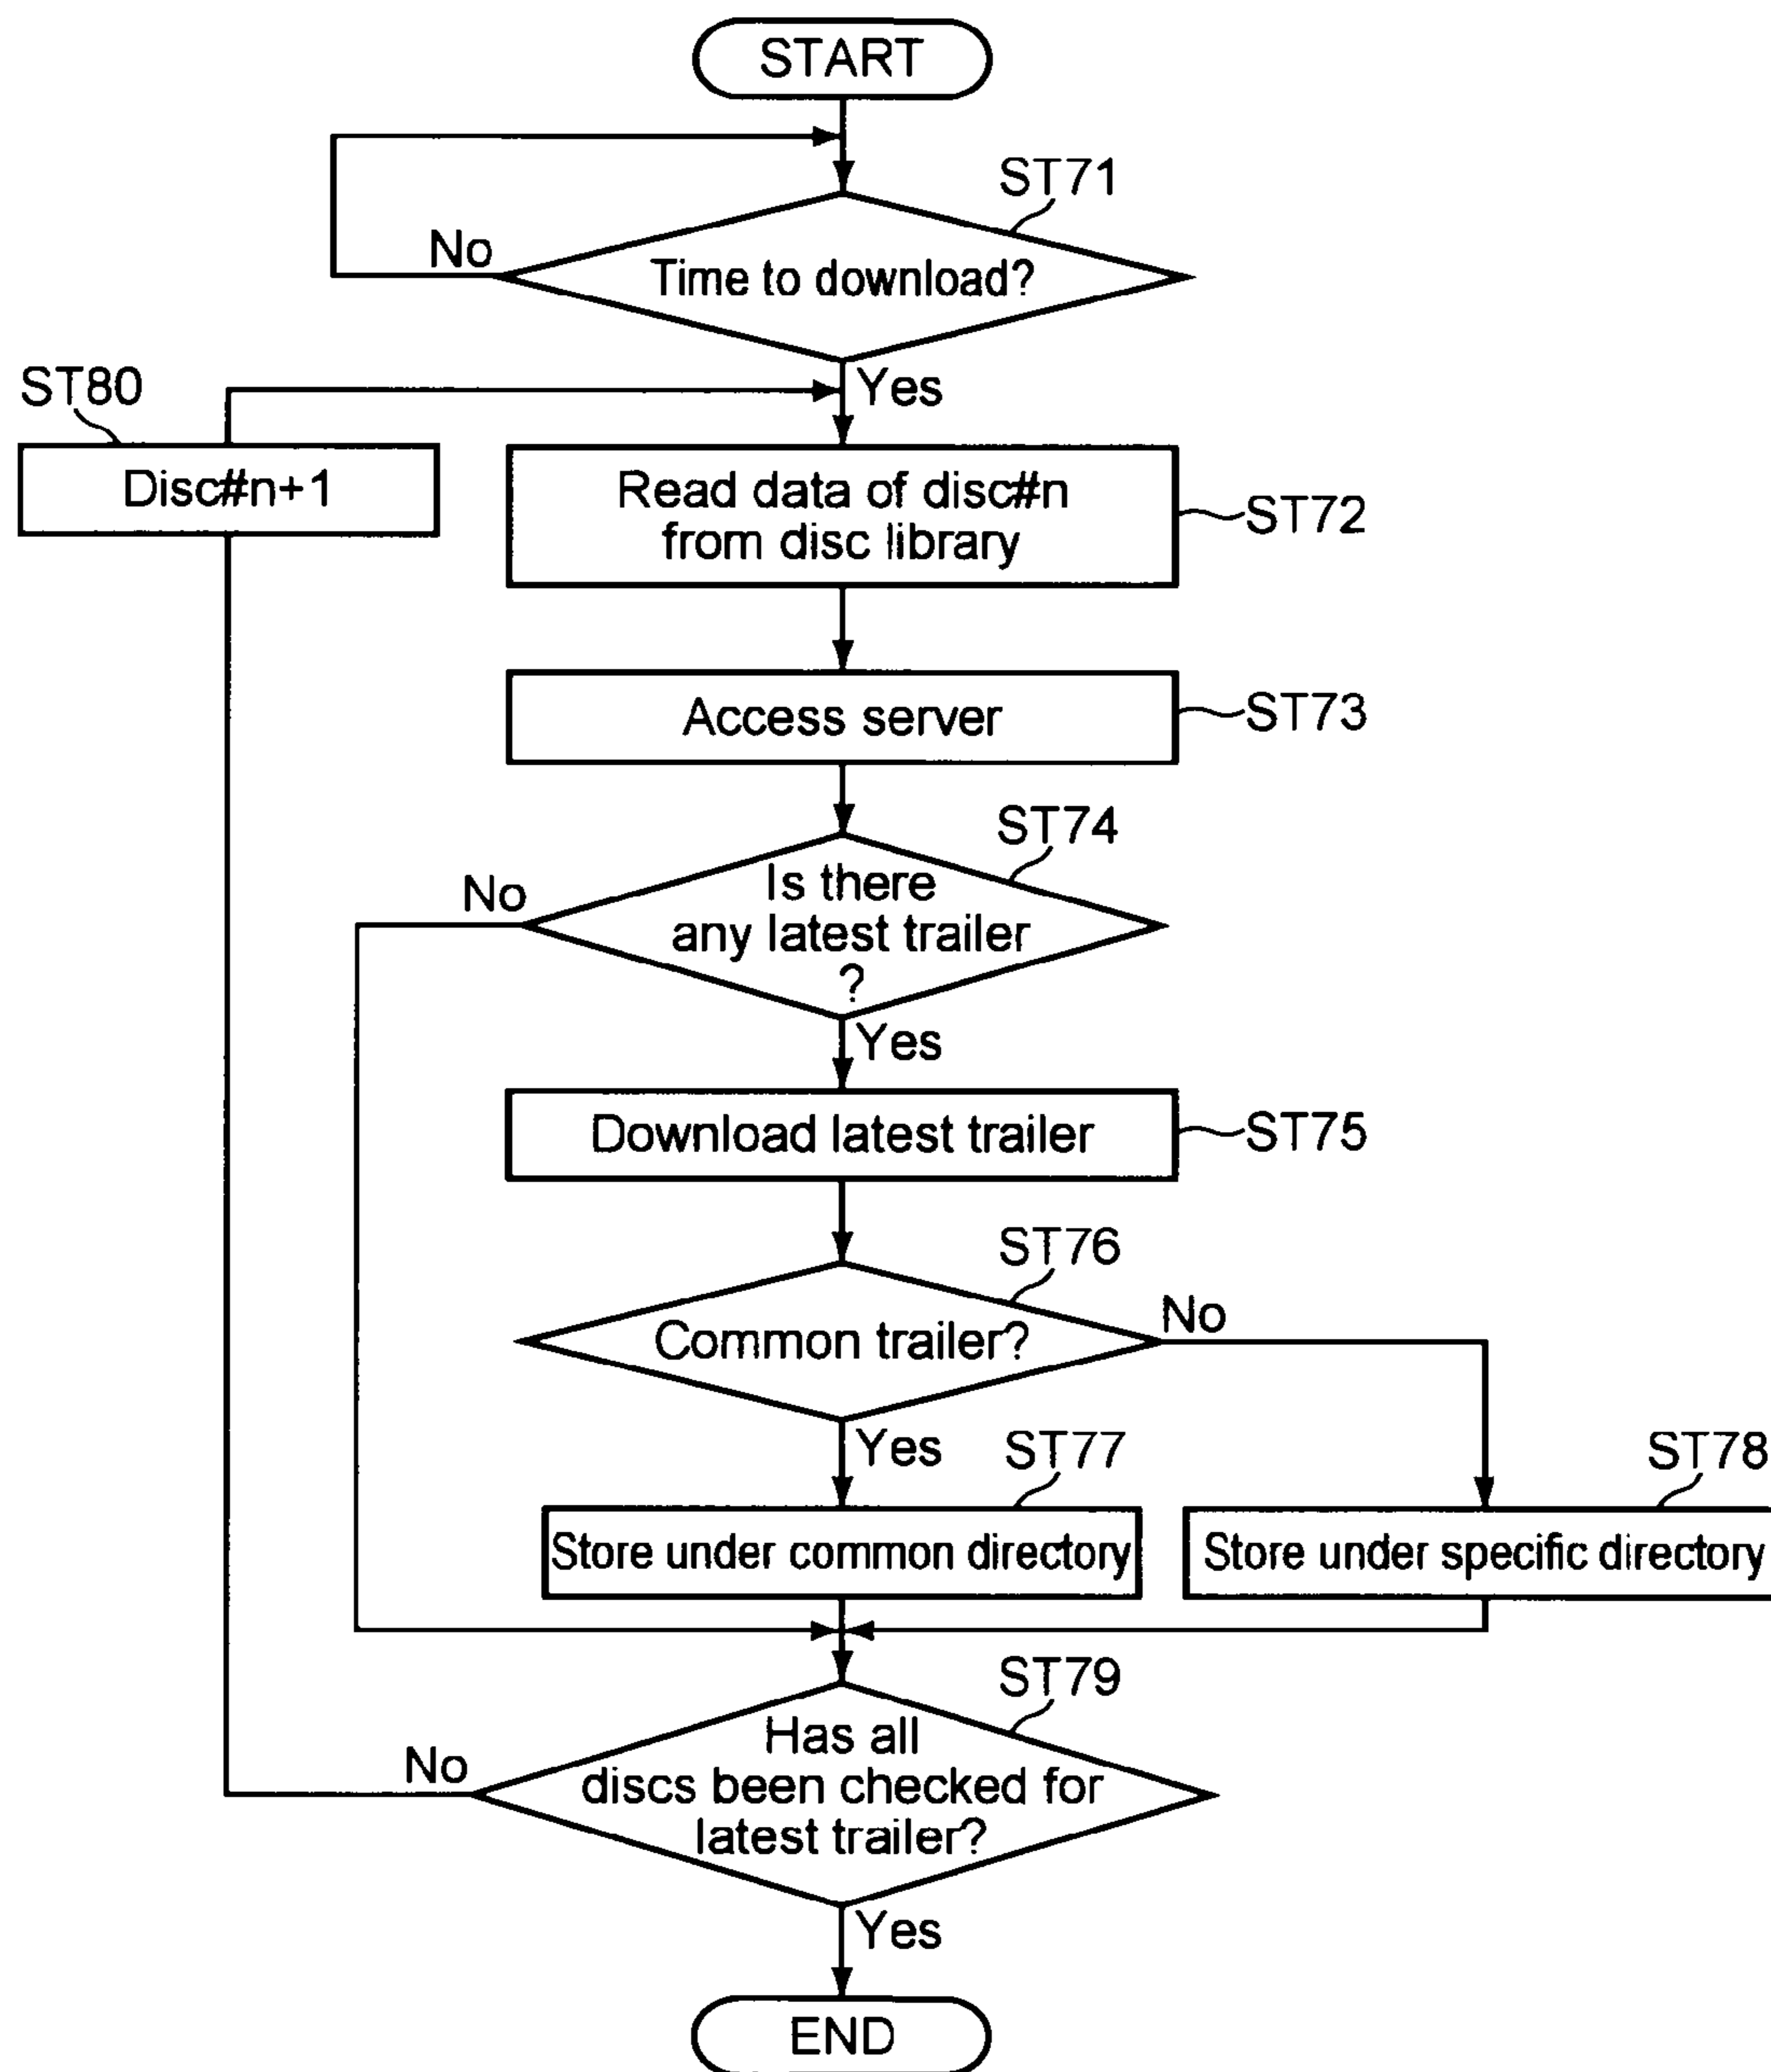 START
ST71
No
Time to download?
ST80
Yes
Disc#n+1
Read data of disc#n
from disc library
ST72
Access server
ST73
ST74
No
Is there
any latest trailer
?
Yes
Download latest trailer
ST75
ST76
Common trailer?
No
Yes
ST77
ST78
Store under common directory
Store under specific directory
ST79
Has all
discs been checked for
latest trailer?
No
Yes
END